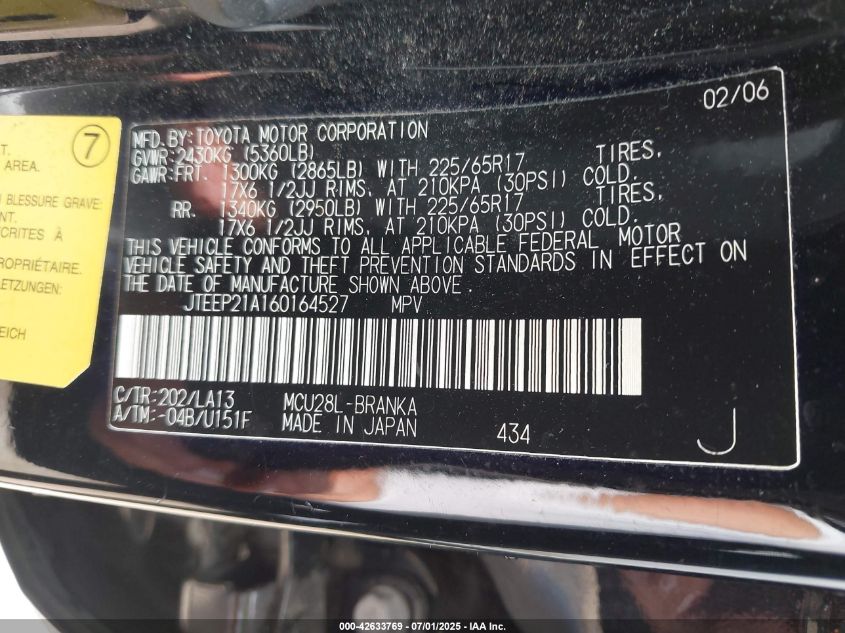 02/06
MFD. BY: TOYOTA MOTOR CORPORATION
GVWR: 2430KG (5360LB)
GAWR: FRT. 1300KG (2865LB) WITH 225/65R17 TIRES,
17X6 1/2JJ RIMS, AT 210KPA (30PSI) COLD.
RR. 1340KG (2950LB) WITH 225/65R17 TIRES,
17X6 1/2JJ RIMS, AT 210KPA (30PSI) COLD.
THIS VEHICLE CONFORMS TO ALL APPLICABLE FEDERAL MOTOR
VEHICLE SAFETY AND THEFT PREVENTION STANDARDS IN EFFECT ON
THE DATE OF MANUFACTURE SHOWN ABOVE.
JTEEP21A160164527 MPV
C/TR: 202/LA13 MCU28L-BRANKA
A/TM: -04B/U151F MADE IN JAPAN 434 J
7
T.
AREA.
BLESSURE GRAVE:
NT.
CRITES À
ROPRIÉTAIRE.
ETZUNGEN
REICH
000-42633769 - 07/01/2025 - IAA Inc.